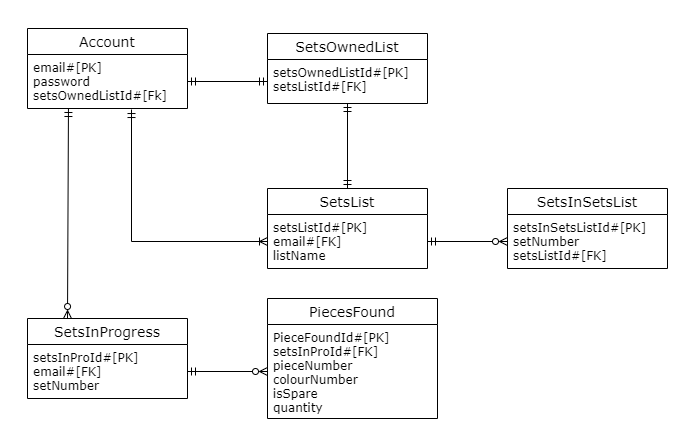 Account
email#[PK]
password
setsOwnedListId#[Fk]
SetsOwnedList
setsOwnedListId#[PK]
setsListId#[FK]
SetsList
setsListId#[PK]
email#[FK]
listName
SetsInSetsList
setsInSetsListId#[PK]
setNumber
setsListId#[FK]
SetsInProgress
setsInProId#[PK]
email#[FK]
setNumber
PiecesFound
PieceFoundId#[PK]
setsInProId#[FK]
pieceNumber
colourNumber
isSpare
quantity